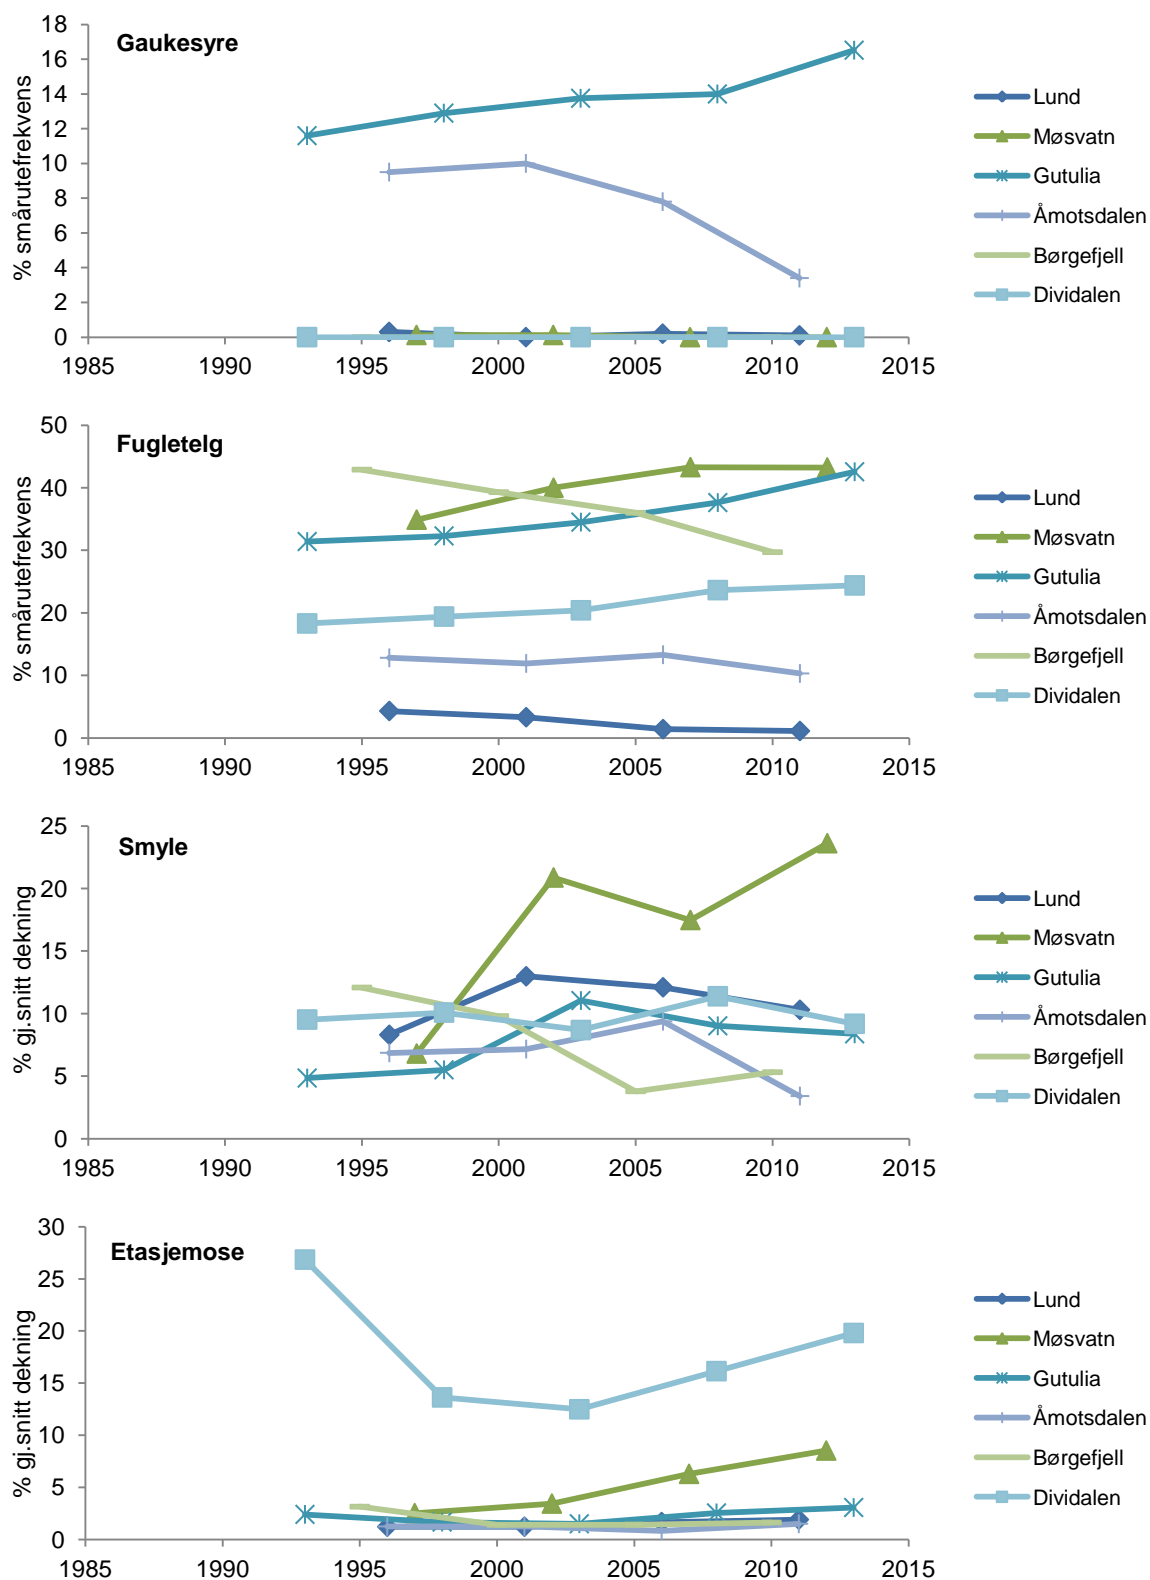 Gaukesyre
% smårutefrekvens
18
16
14
12
10
8
6
4
2
0
1985 1990 1995 2000 2005 2010 2015
Lund
Møsvatn
Gutulia
Åmotsdalen
Børgefjell
Dividalen
Fugletelg
% smårutefrekvens
50
40
30
20
10
0
1985 1990 1995 2000 2005 2010 2015
Lund
Møsvatn
Gutulia
Åmotsdalen
Børgefjell
Dividalen
Smyle
% gj.snitt dekning
25
20
15
10
5
0
1985 1990 1995 2000 2005 2010 2015
Lund
Møsvatn
Gutulia
Åmotsdalen
Børgefjell
Dividalen
Etasjemose
% gj.snitt dekning
30
25
20
15
10
5
0
1985 1990 1995 2000 2005 2010 2015
Lund
Møsvatn
Gutulia
Åmotsdalen
Børgefjell
Dividalen